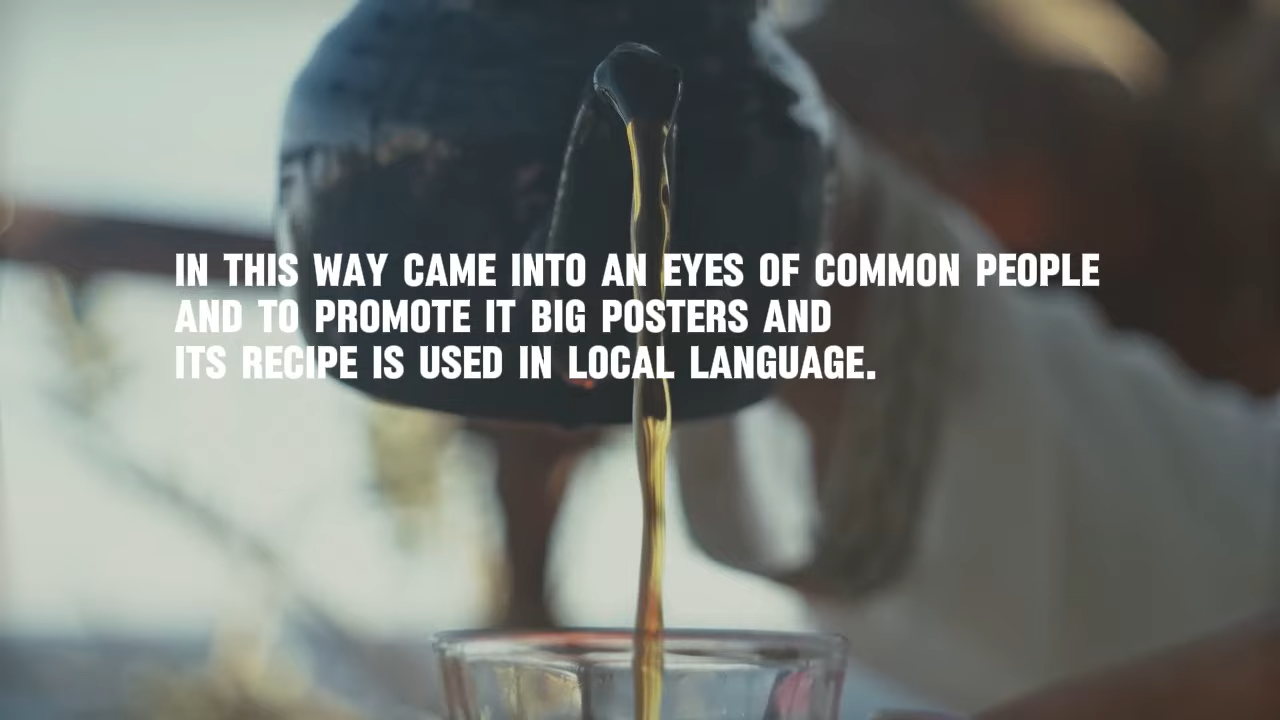 IN THIS WAY CAME INTO AN EYES OF COMMON PEOPLE
AND TO PROMOTE IT BIG POSTERS AND
ITS RECIPE IS USED IN LOCAL LANGUAGE.